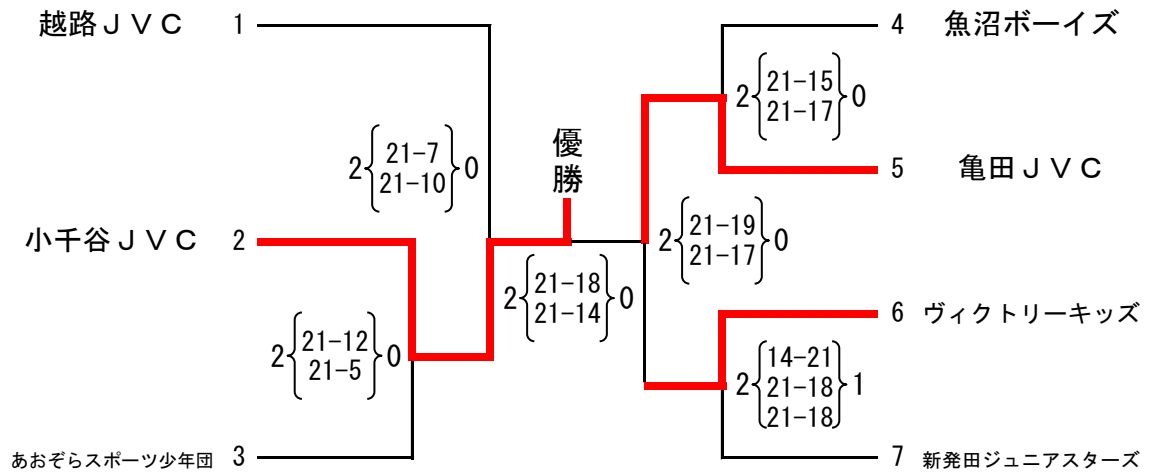 越路ＪＶＣ 1
小千谷ＪＶＣ 2
あおぞらスポーツ少年団 3
2 21-7 0
21-10
2 21-12 0
21-5
優勝
2 21-18 0
21-14
4 魚沼ボーイズ
2 21-15 0
21-17
5 亀田ＪＶＣ
2 21-19 0
21-17
6 ヴィクトリーキッズ
2 14-21 1
21-18
21-18
7 新発田ジュニアスターズ